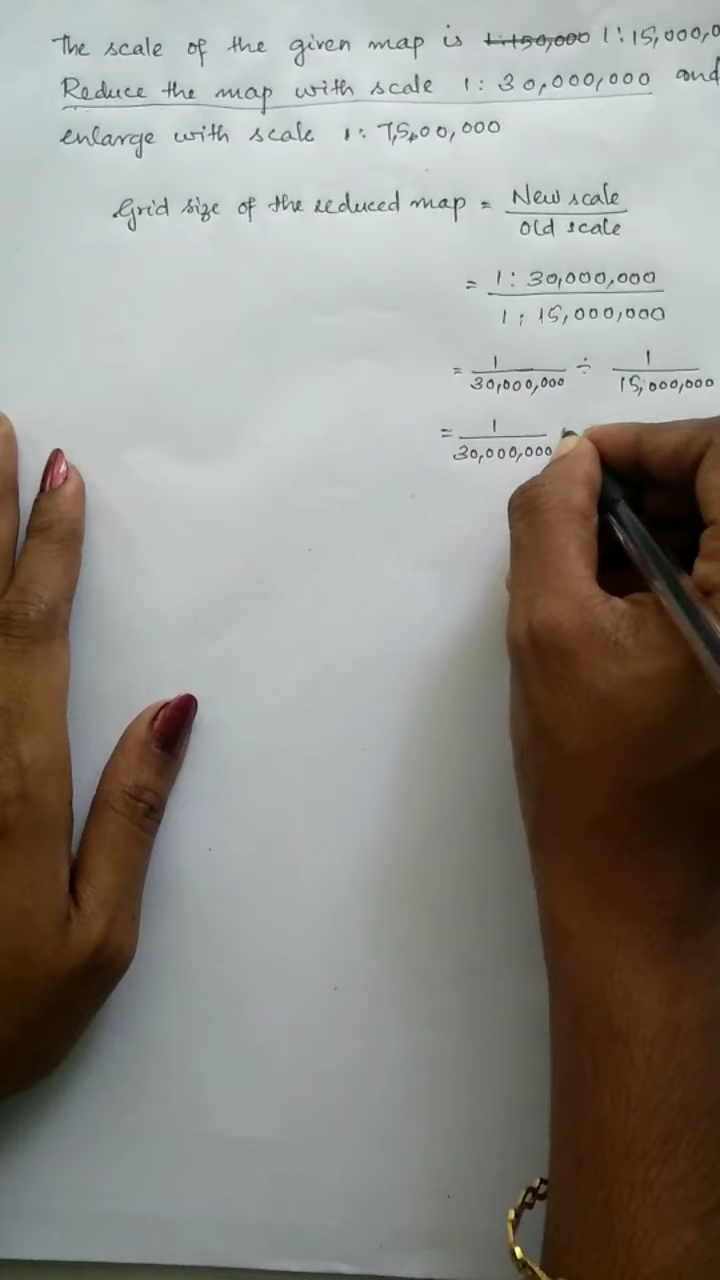 The scale of the given map is 1:150,000 1:15,000,0
Reduce the map with scale 1:30,000,000 and
enlarge with scale 1:7,500,000
Grid size of the reduced map = New scale
Old scale
= 1:30,000,000
1:15,000,000
= 1/30,000,000 ÷ 1/15,000,000
= 1/30,000,000